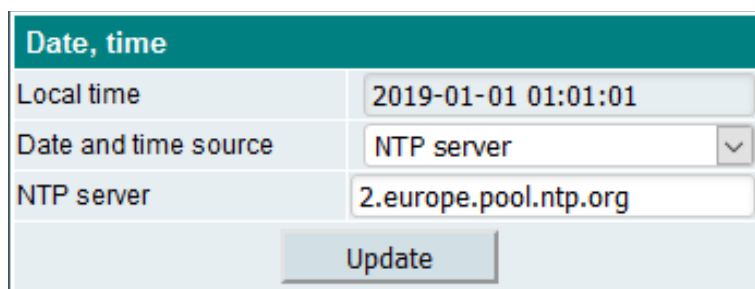 Date, time
Local time 2019-01-01 01:01:01
Date and time source NTP server
NTP server 2.europe.pool.ntp.org
Update